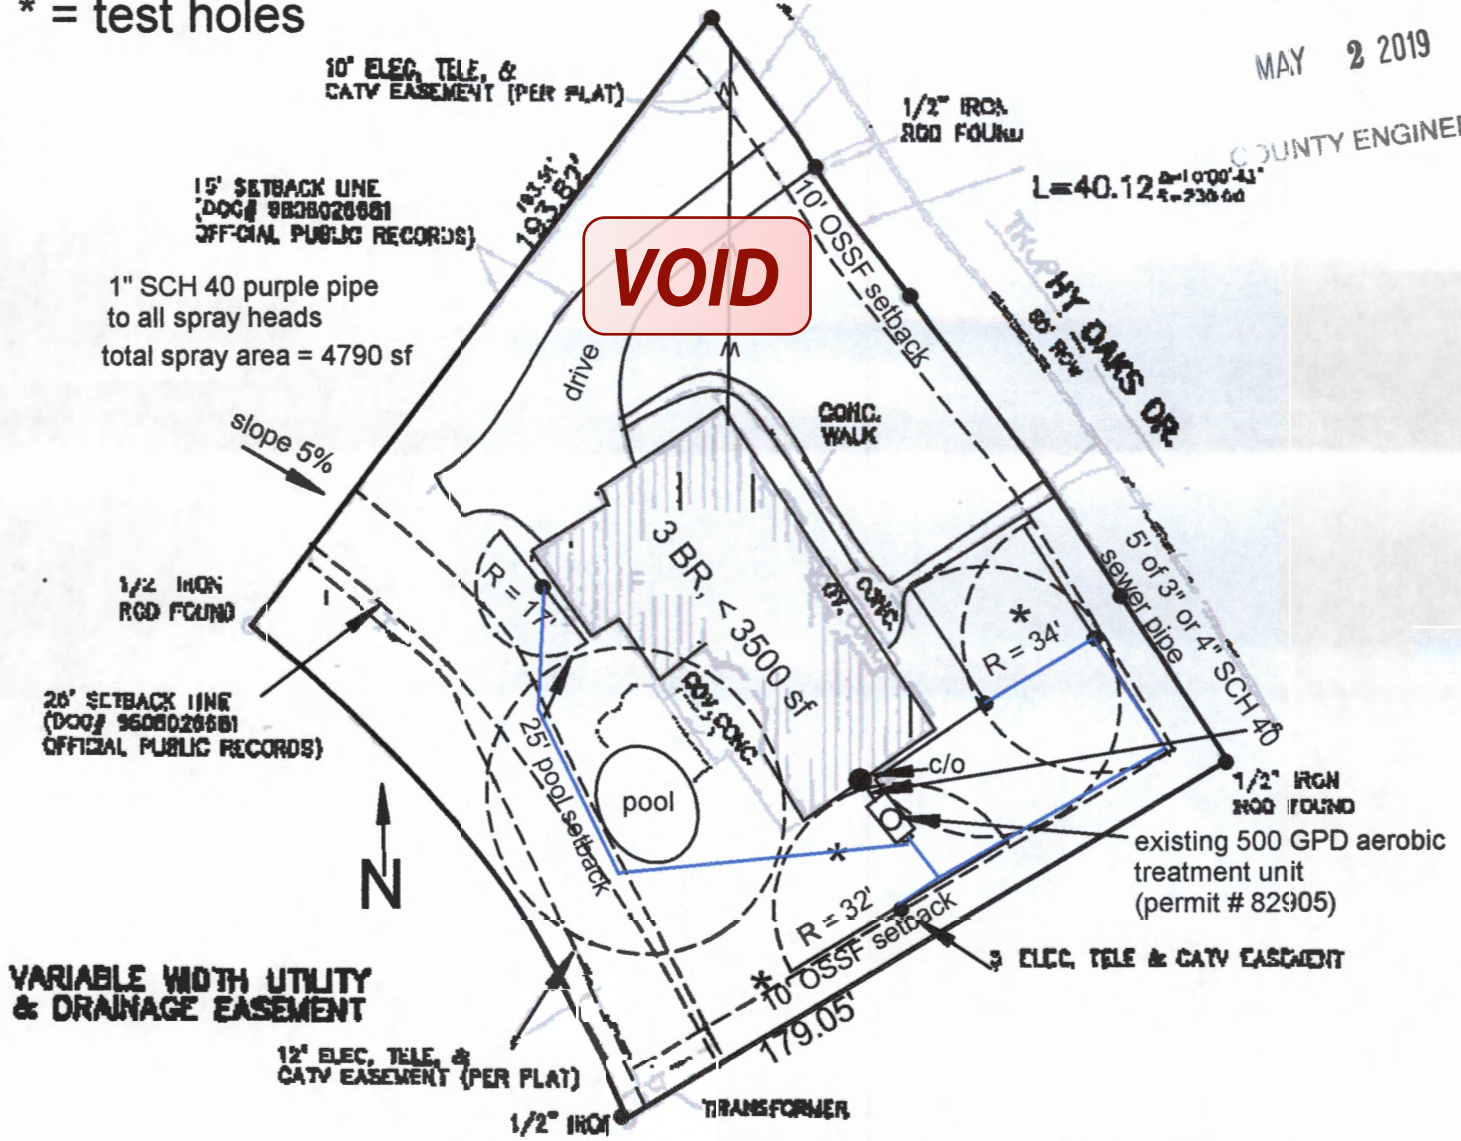 * = test holes
MAY 2 2019
COUNTY ENGINEE
10' ELEC, TELE, &
CATV EASEMENT (PER PLAT)
1/2" IRON
ROD FOUND
L=40.12
15' SETBACK LINE
OFFICIAL PUBLIC RECORDS)
193.82'
10' OSSF setback
VOID
1" SCH 40 purple pipe
to all spray heads
total spray area = 4790 sf
HY OAKS DR.
ROW
drive
slope 5%
CONC.
WALK
3 BR, < 3500 sf
5' of 3" or 4" SCH 40
sewer pipe
1/2" IRON
ROD FOUND
R = 17'
CONC.
*
R = 34'
OFFICIAL PUBLIC RECORDS)
25' pool setback
COV. CONC.
pool
c/o
1/2" IRON
ROD FOUND
existing 500 GPD aerobic
treatment unit
(permit # 82905)
N
*
R = 32'
10' OSSF setback
*
ELEC, TELE & CATV EASEMENT
179.05'
VARIABLE WIDTH UTILITY
& DRAINAGE EASEMENT
12' ELEC, TELE, &
CATV EASEMENT (PER PLAT)
1/2" IRON
TRANSFORMER